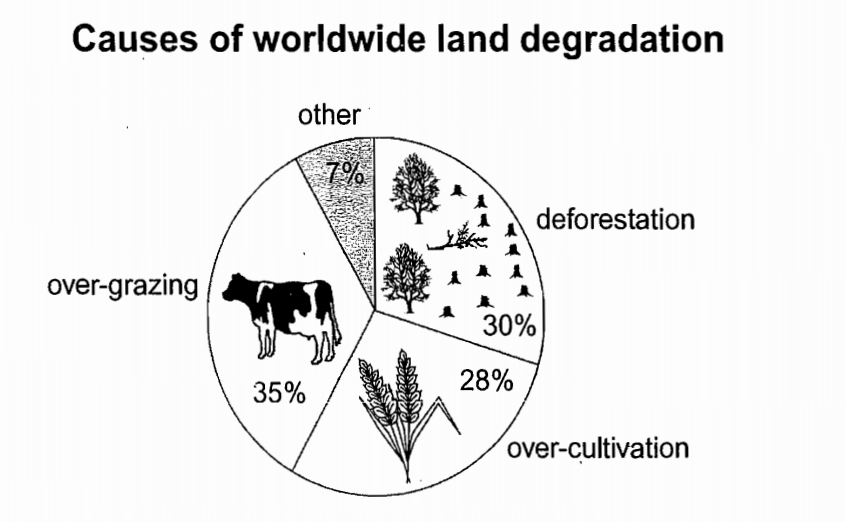 Causes of worldwide land degradation
other
7%
deforestation
over-grazing
30%
28%
35%
over-cultivation